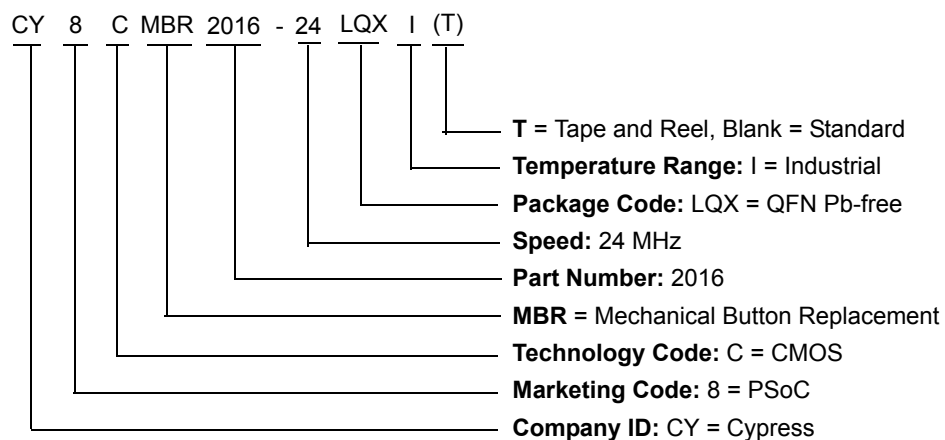 CY 8 C MBR 2016 - 24 LQX I (T)
T = Tape and Reel, Blank = Standard
Temperature Range: I = Industrial
Package Code: LQX = QFN Pb-free
Speed: 24 MHz
Part Number: 2016
MBR = Mechanical Button Replacement
Technology Code: C = CMOS
Marketing Code: 8 = PSoC
Company ID: CY = Cypress